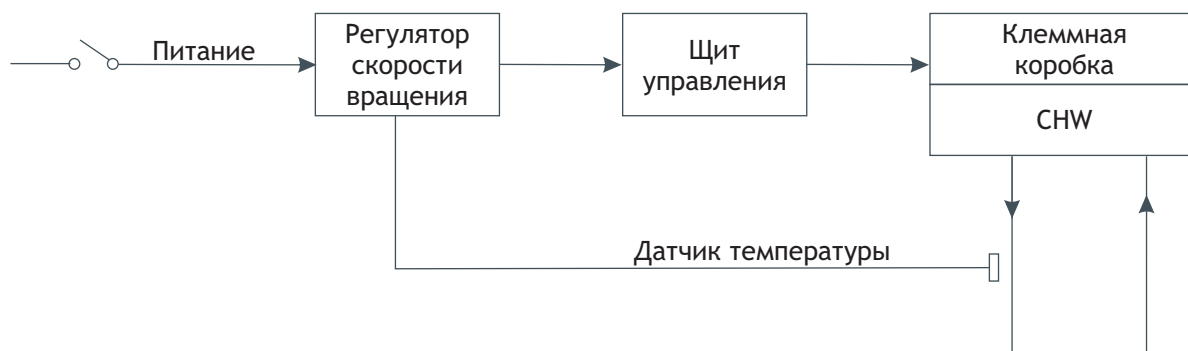 Питание
Регулятор
скорости
вращения
Щит
управления
Клеммная
коробка
CHW
Датчик температуры